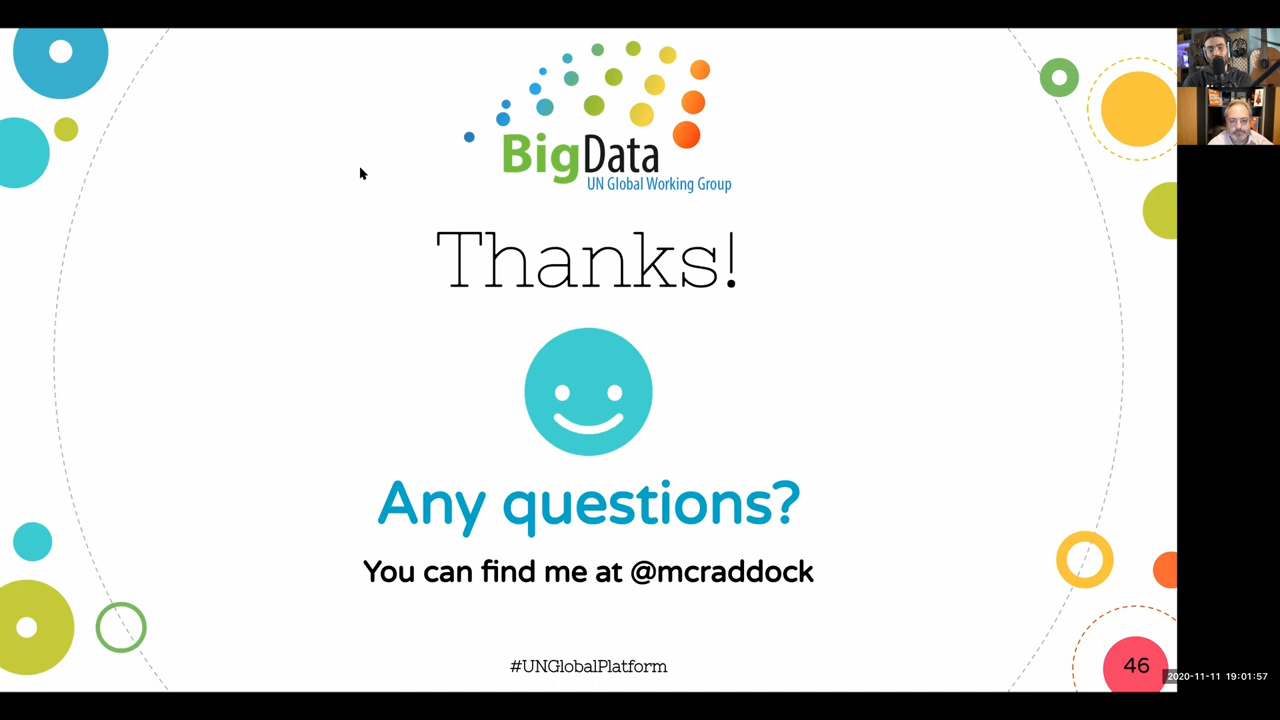 BigData
UN Global Working Group
Thanks!
Any questions?
You can find me at @mcraddock
#UNGlobalPlatform
46
2020-11-11 19:01:57